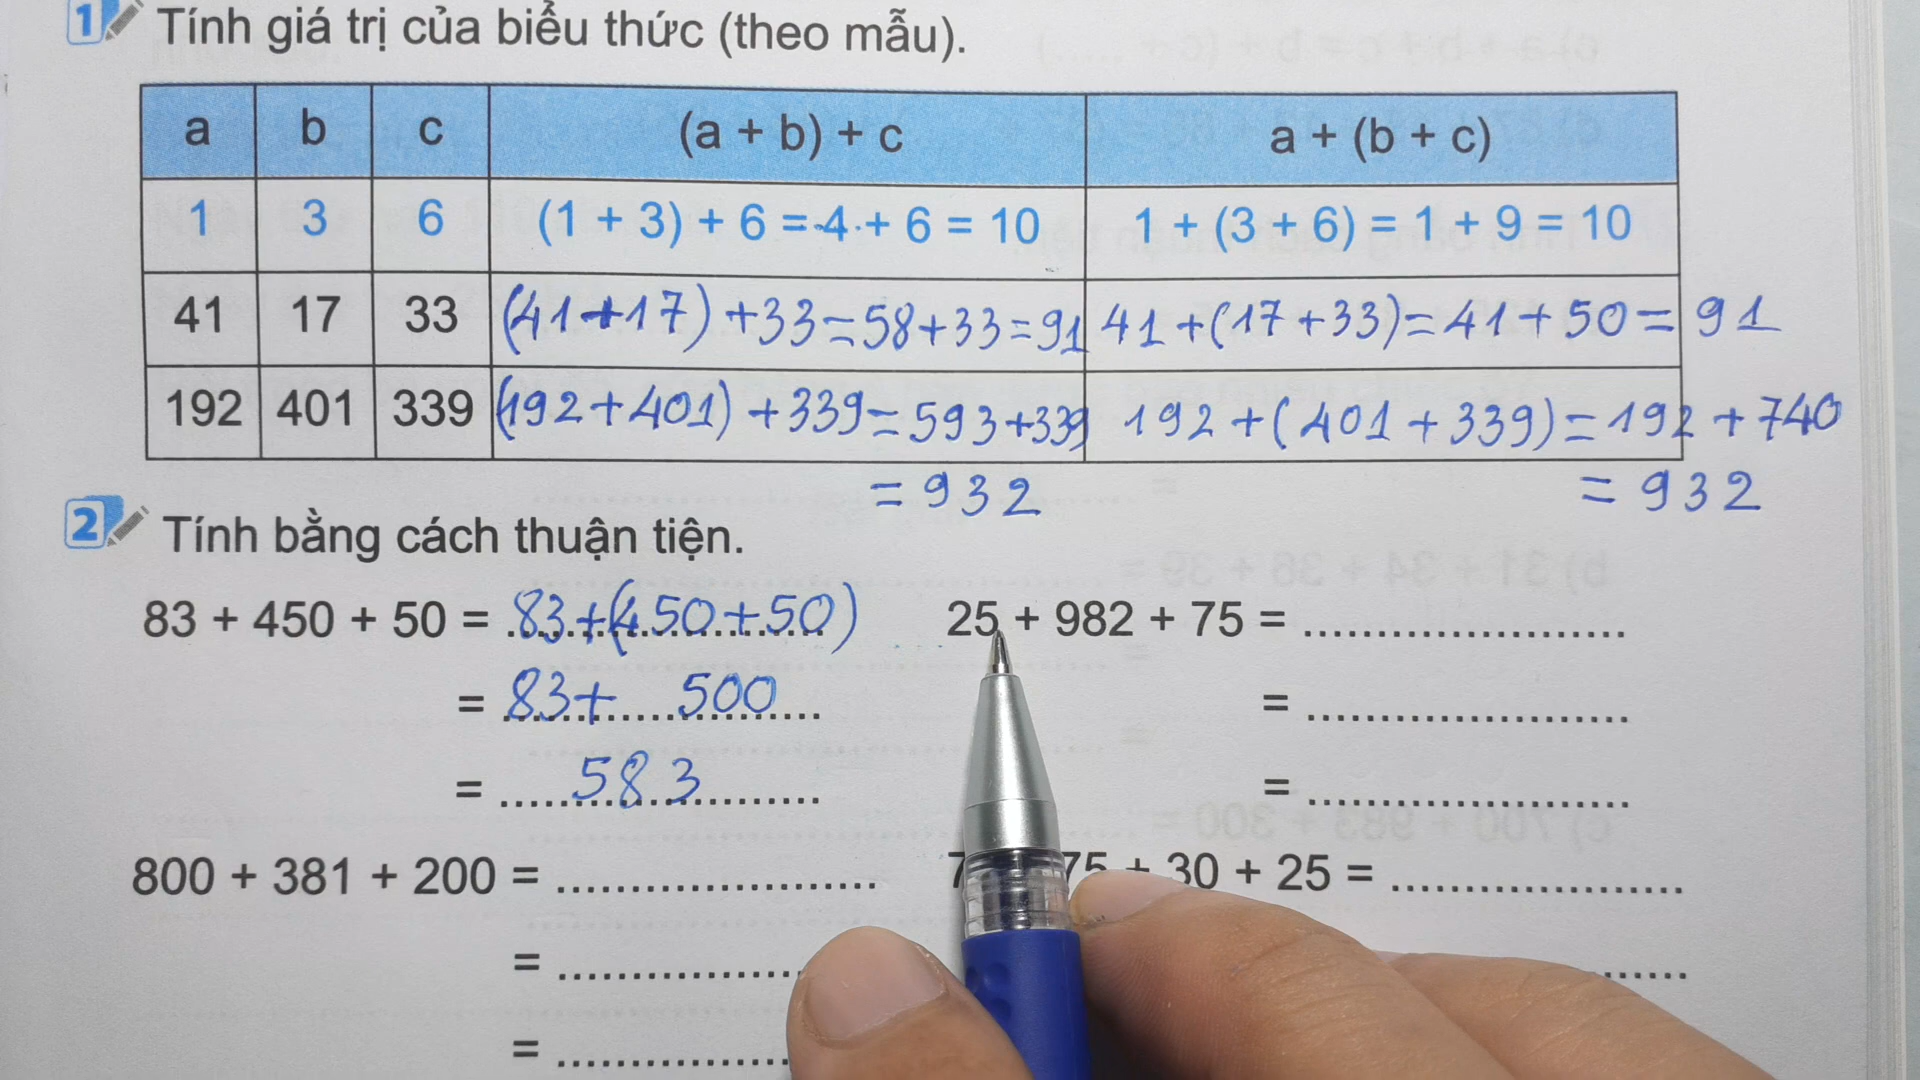 1 Tính giá trị của biểu thức (theo mẫu).
a b c (a + b) + c a + (b + c)
1 3 6 (1 + 3) + 6 = 4 + 6 = 10 1 + (3 + 6) = 1 + 9 = 10
41 17 33 (41+17) +33=58+33=91 41 +(17+33)=41+50= 91
192 401 339 (192+401) +339=593+339 192+(401+339)=192+740
= 932 = 932
2 Tính bằng cách thuận tiện.
83 + 450 + 50 = 83+(450+50) 25 + 982 + 75 = ......................
= 83+ 500 = ......................
= 583 = ......................
800 + 381 + 200 = ...................... 75 + 30 + 25 = ....................
= .................
= ................